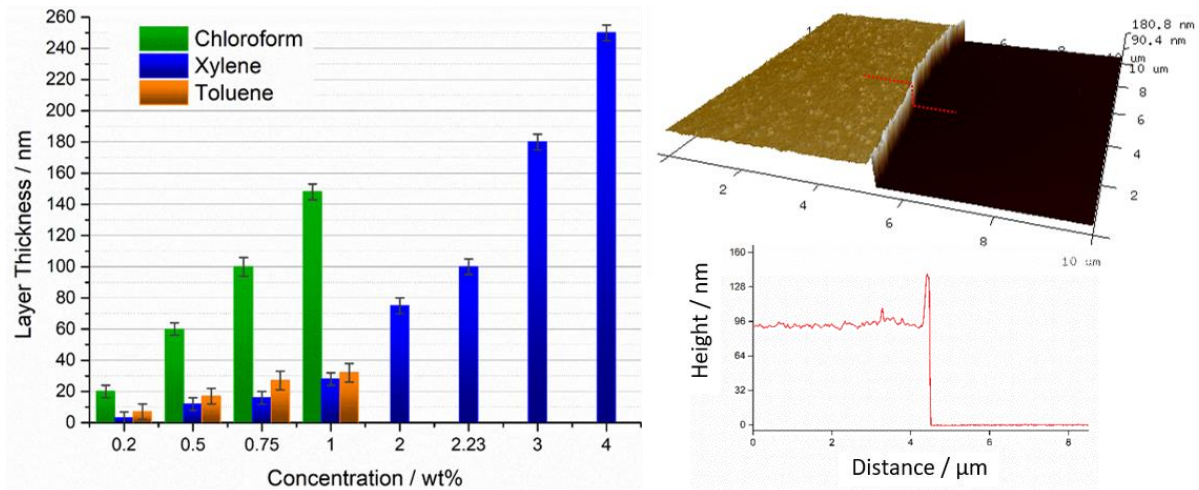 260
240
220
200
180
160
140
120
100
80
60
40
20
0
Layer Thickness / nm
Chloroform
Xylene
Toluene
0.2 0.5 0.75 1 2 2.23 3 4
Concentration / wt%
180.8 nm
90.4 nm
10 um
8
6
4
2
2
4
6
8
10 um
160
128
96
64
32
0
Height / nm
0 2 4 6 8
Distance / µm